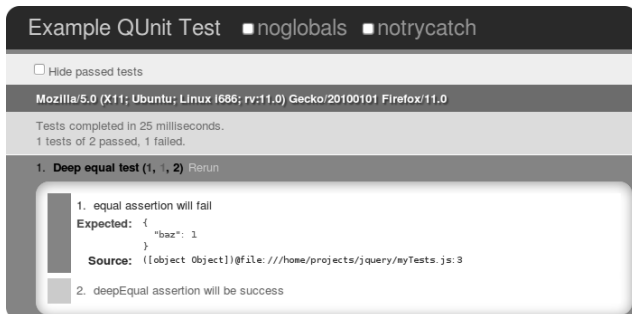 Example QUnit Test noglobals notrycatch
Hide passed tests
Mozilla/5.0 (X11; Ubuntu; Linux i686; rv:11.0) Gecko/20100101 Firefox/11.0
Tests completed in 25 milliseconds.
1 tests of 2 passed, 1 failed.
1. Deep equal test (1, 1, 2) Rerun
1. equal assertion will fail
Expected: {
"baz": 1
}
Source: ([object Object])@file:///home/projects/jquery/myTests.js:3
2. deepEqual assertion will be success